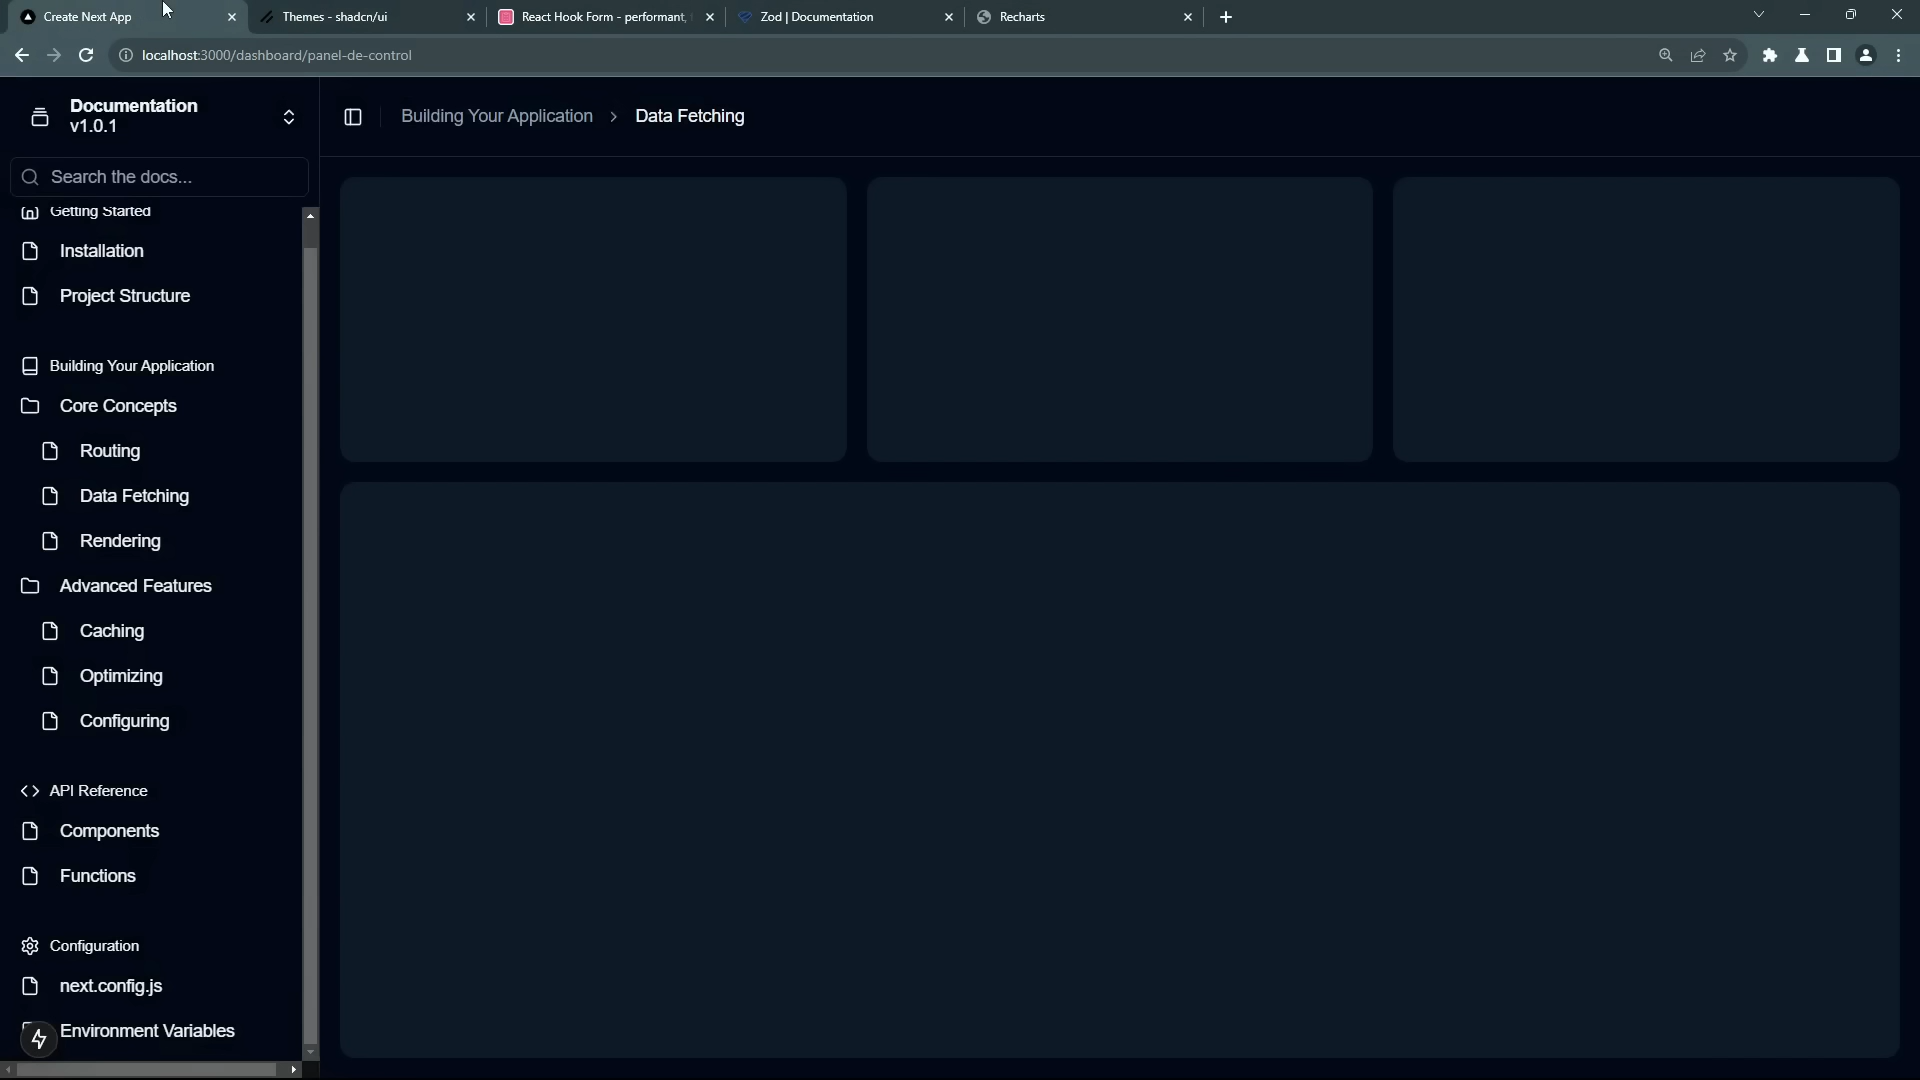 Create Next App
Themes - shadcn/ui
React Hook Form - performant,
Zod | Documentation
Recharts
localhost:3000/dashboard/panel-de-control
Documentation
v1.0.1
Building Your Application
Data Fetching
Search the docs...
Getting Started
Installation
Project Structure
Building Your Application
Core Concepts
Routing
Data Fetching
Rendering
Advanced Features
Caching
Optimizing
Configuring
API Reference
Components
Functions
Configuration
next.config.js
Environment Variables